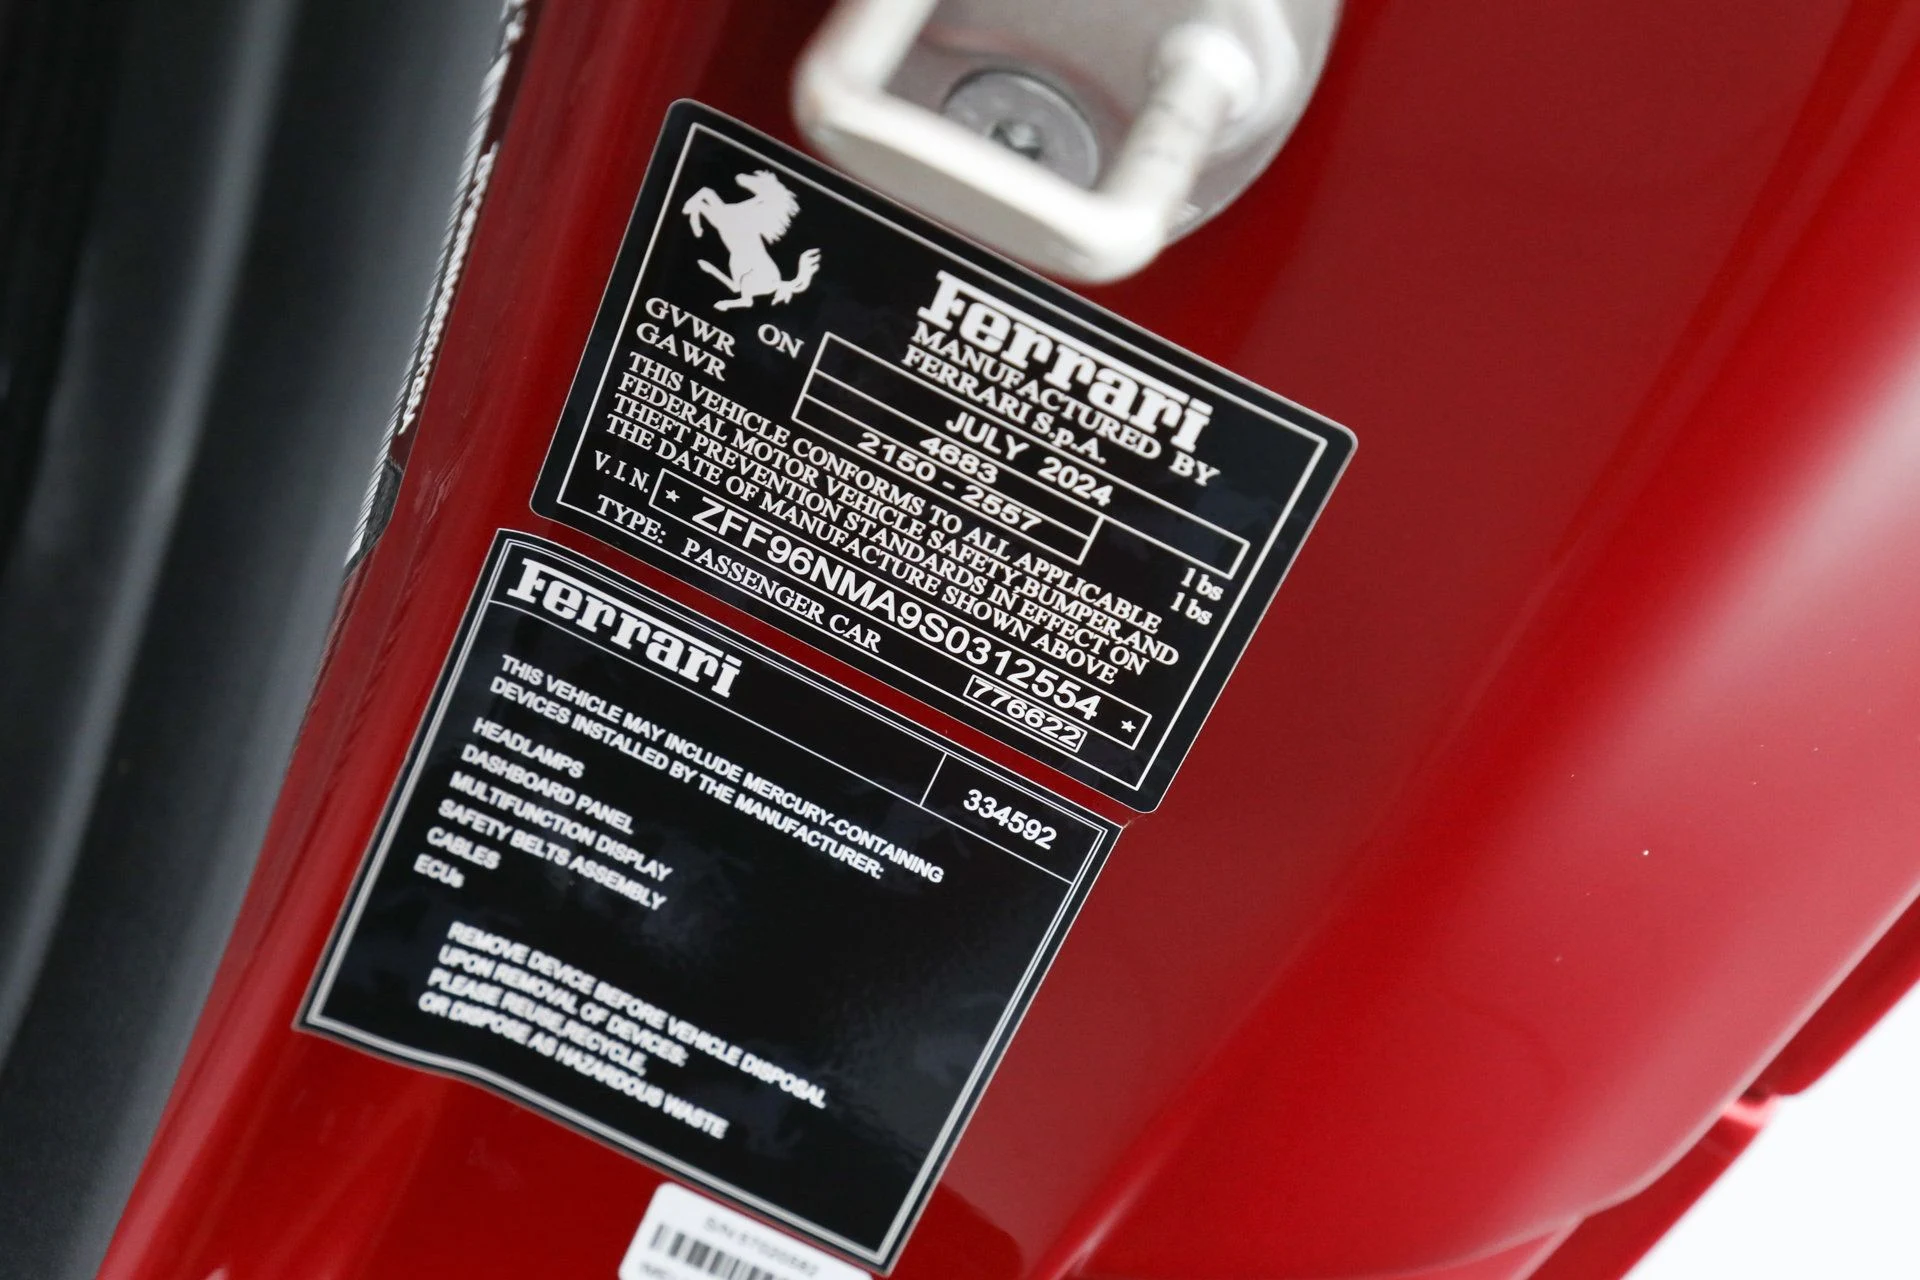 Ferrari
MANUFACTURED BY
FERRARI S.p.A.
ON JULY 2024
GVWR 4683 lbs
GAWR 2150 - 2557 lbs
THIS VEHICLE CONFORMS TO ALL APPLICABLE
FEDERAL MOTOR VEHICLE SAFETY,BUMPER,AND
THEFT PREVENTION STANDARDS IN EFFECT ON
THE DATE OF MANUFACTURE SHOWN ABOVE
V.I.N. * ZFF96NMA9S0312554 *
TYPE: PASSENGER CAR 776622
Ferrari
334592
THIS VEHICLE MAY INCLUDE MERCURY-CONTAINING
DEVICES INSTALLED BY THE MANUFACTURER:
HEADLAMPS
DASHBOARD PANEL
MULTIFUNCTION DISPLAY
SAFETY BELTS ASSEMBLY
CABLES
ECUs
REMOVE DEVICE BEFORE VEHICLE DISPOSAL
UPON REMOVAL OF DEVICES:
PLEASE REUSE,RECYCLE,
OR DISPOSE AS HAZARDOUS WASTE